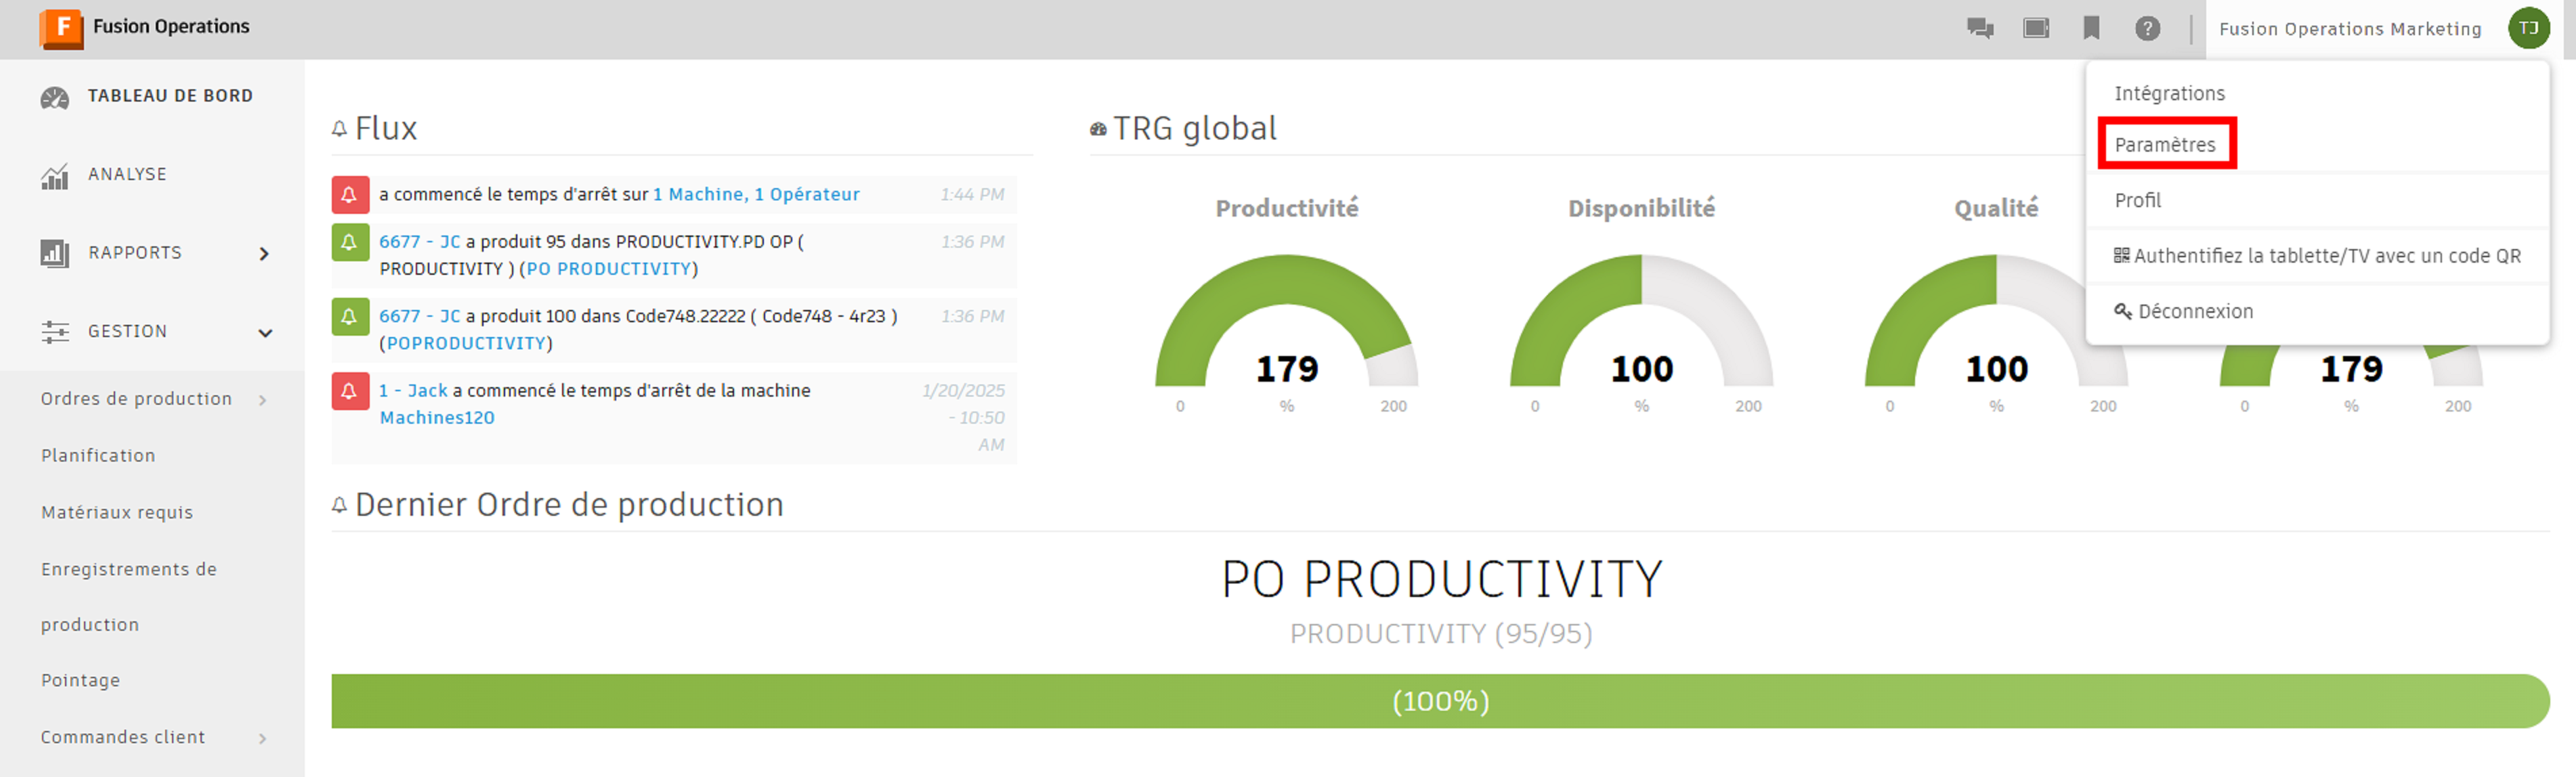 F Fusion Operations
? Fusion Operations Marketing TJ
TABLEAU DE BORD
ANALYSE
RAPPORTS
GESTION
Ordres de production
Planification
Matériaux requis
Enregistrements de
production
Pointage
Commandes client
Flux
a commencé le temps d'arrêt sur 1 Machine, 1 Opérateur 1:44 PM
6677 - JC a produit 95 dans PRODUCTIVITY.PD OP ( 1:36 PM
PRODUCTIVITY ) (PO PRODUCTIVITY)
6677 - JC a produit 100 dans Code748.22222 ( Code748 - 4r23 ) 1:36 PM
(POPRODUCTIVITY)
1 - Jack a commencé le temps d'arrêt de la machine 1/20/2025
Machines120 - 10:50
AM
TRG global
Productivité Disponibilité Qualité
179 100 100 179
0 % 200 0 % 200 0 % 200 0 % 200
Intégrations
Paramètres
Profil
Authentifiez la tablette/TV avec un code QR
Déconnexion
Dernier Ordre de production
PO PRODUCTIVITY
PRODUCTIVITY (95/95)
(100%)